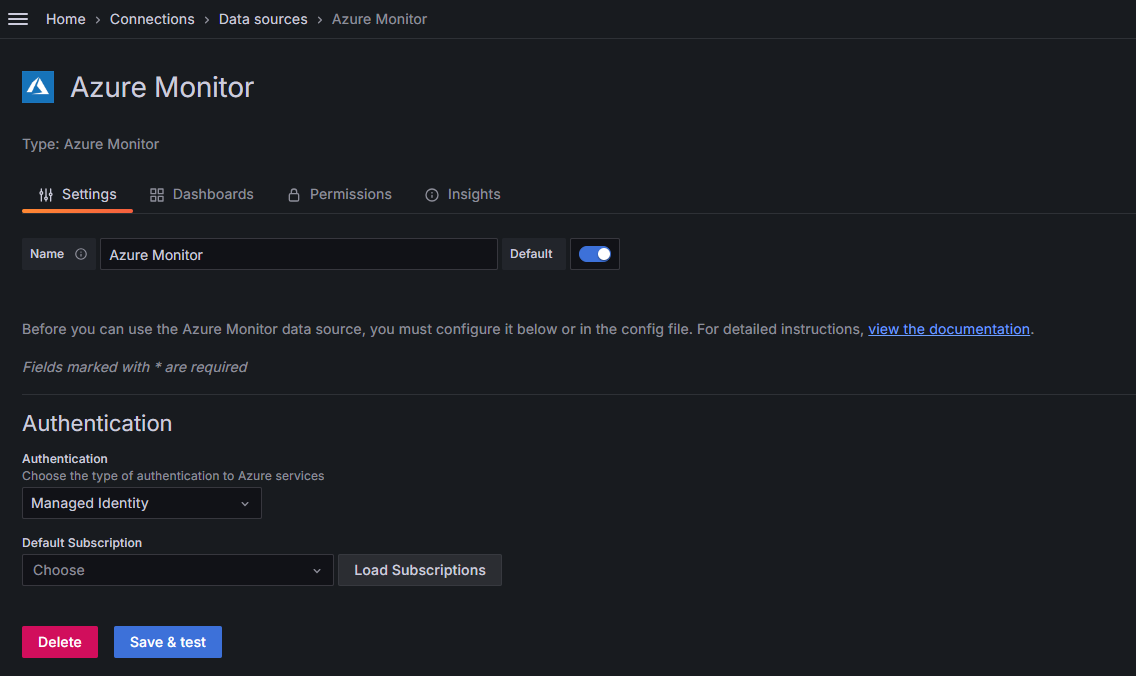 Home › Connections › Data sources › Azure Monitor
Azure Monitor
Type: Azure Monitor
Settings Dashboards Permissions Insights
Name Azure Monitor Default
Before you can use the Azure Monitor data source, you must configure it below or in the config file. For detailed instructions, view the documentation.
Fields marked with * are required
Authentication
Authentication
Choose the type of authentication to Azure services
Managed Identity
Default Subscription
Choose Load Subscriptions
Delete Save & test